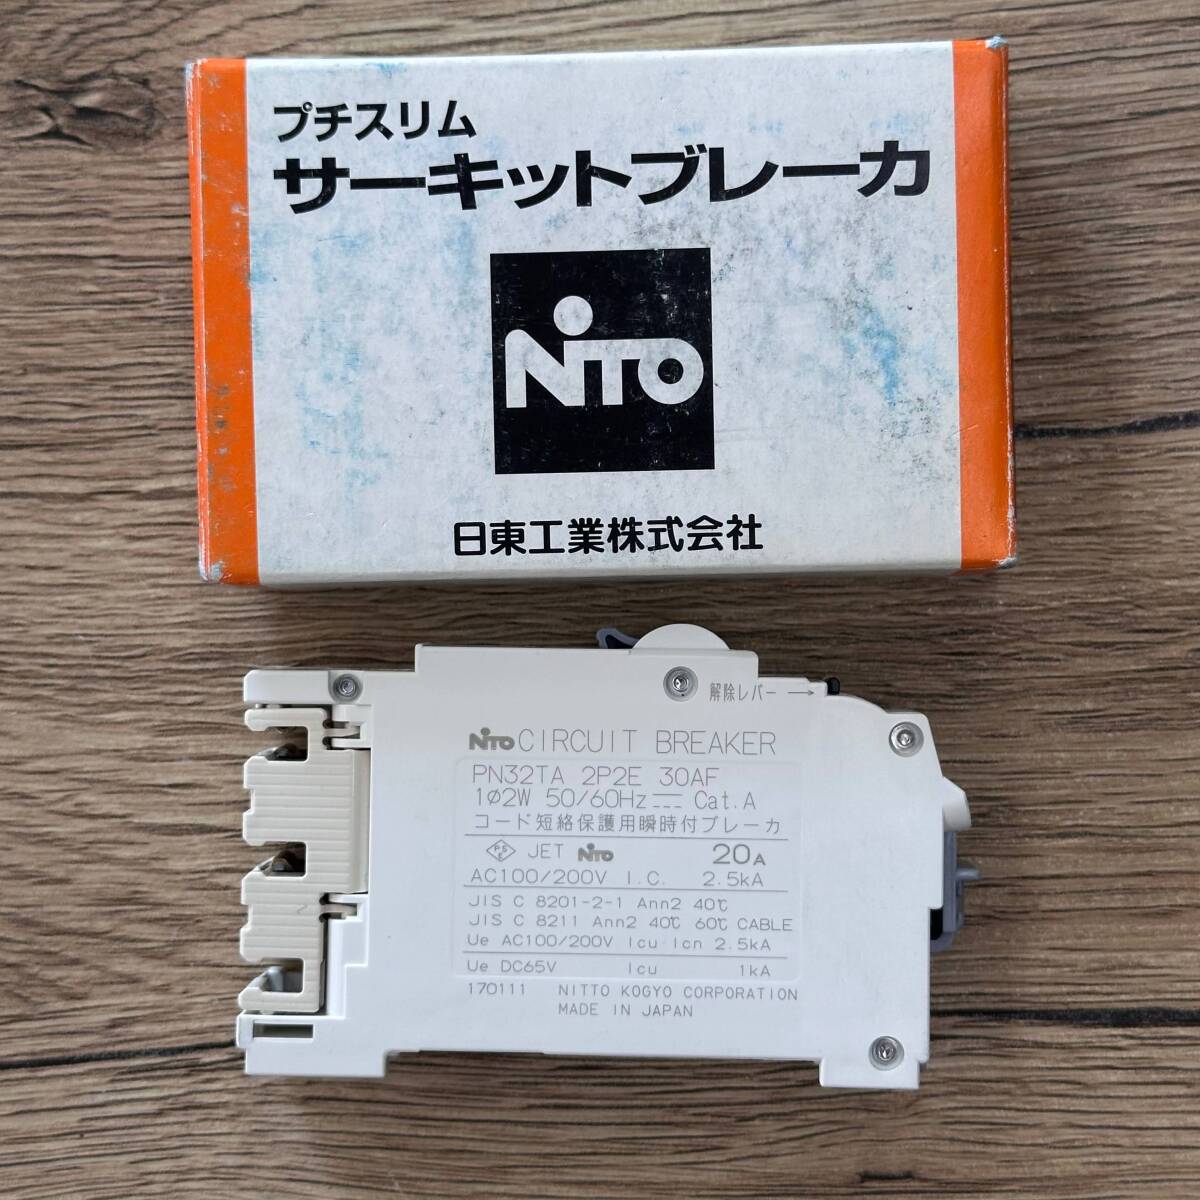 プチスリム
サーキットブレーカ
NiTO
日東工業株式会社
解除レバー →
NiTO CIRCUIT BREAKER
PN32TA 2P2E 30AF
1φ2W 50/60Hz ⎓ Cat.A
コード短絡保護用瞬時付ブレーカ
PSE JET NiTO 20A
AC100/200V I.C. 2.5kA
JIS C 8201-2-1 Ann2 40℃
JIS C 8211 Ann2 40℃ 60℃ CABLE
Ue AC100/200V Icu・Icn 2.5kA
Ue DC65V Icu 1kA
170111 NITTO KOGYO CORPORATION
MADE IN JAPAN